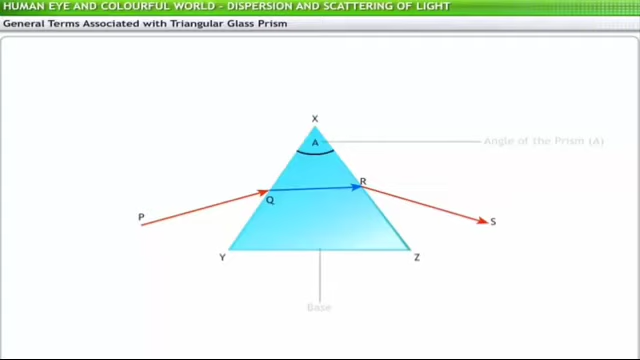 HUMAN EYE AND COLOURFUL WORLD - DISPERSION AND SCATTERING OF LIGHT
General Terms Associated with Triangular Glass Prism
X
A
Angle of the Prism (A)
R
Q
P
S
Y
Z
Base